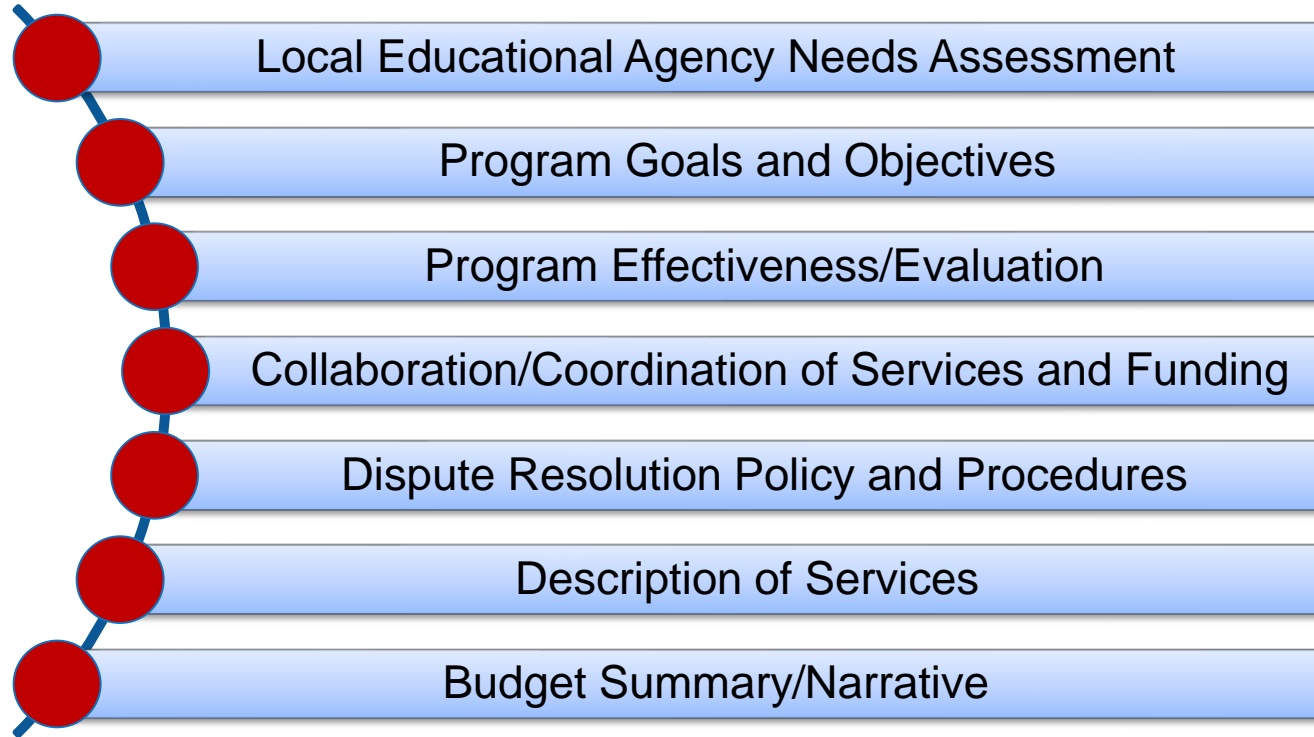 Local Educational Agency Needs Assessment
Program Goals and Objectives
Program Effectiveness/Evaluation
Collaboration/Coordination of Services and Funding
Dispute Resolution Policy and Procedures
Description of Services
Budget Summary/Narrative